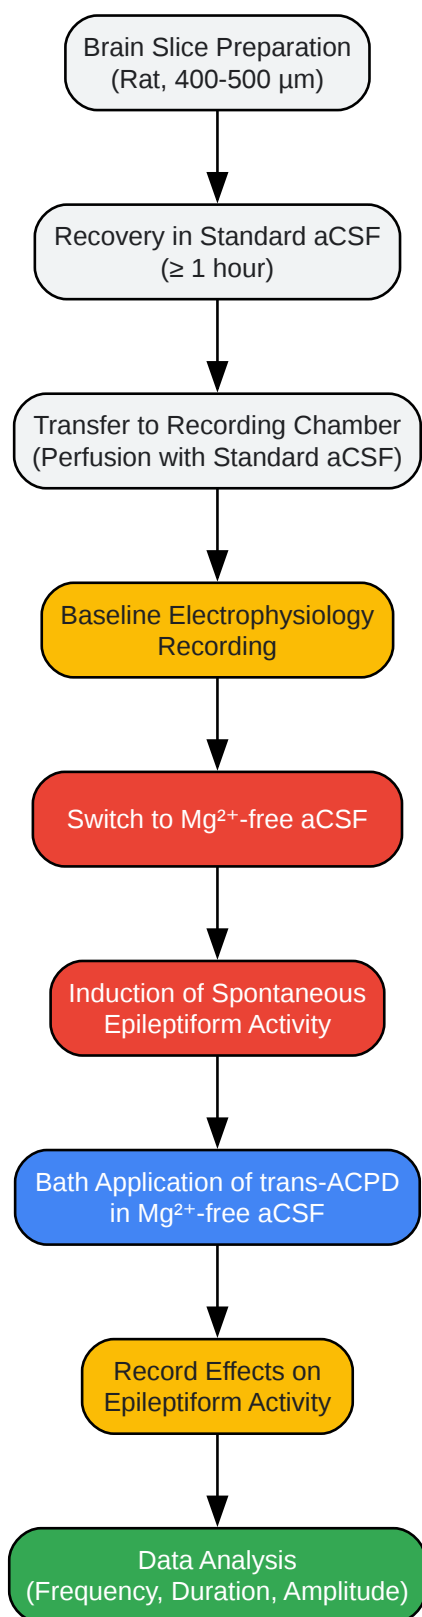 Brain Slice Preparation
(Rat, 400-500 µm)
Recovery in Standard aCSF
(≥ 1 hour)
Transfer to Recording Chamber
(Perfusion with Standard aCSF)
Baseline Electrophysiology
Recording
Switch to Mg²⁺-free aCSF
Induction of Spontaneous
Epileptiform Activity
Bath Application of trans-ACPD
in Mg²⁺-free aCSF
Record Effects on
Epileptiform Activity
Data Analysis
(Frequency, Duration, Amplitude)